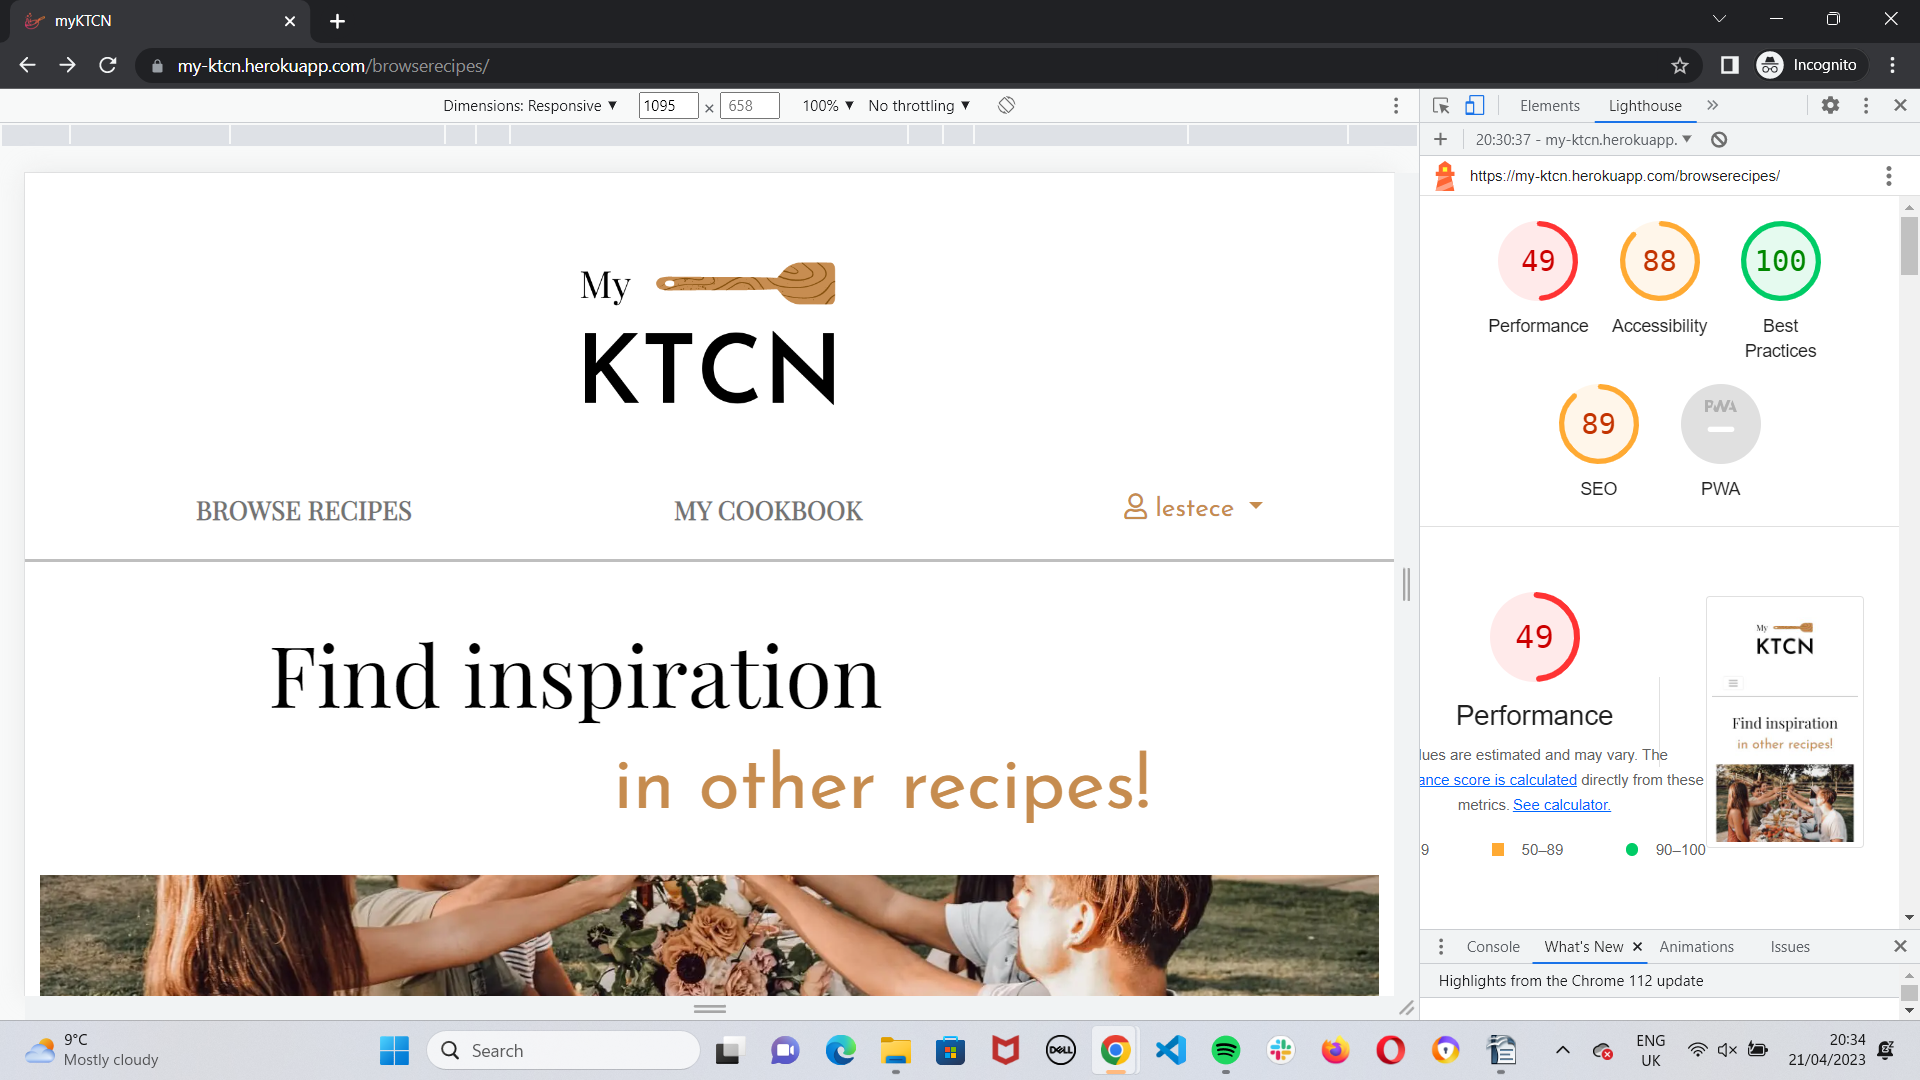 myKTCN
my-ktcn.herokuapp.com/browserecipes/
Incognito
Dimensions: Responsive
1095 × 658
100%
No throttling
Elements
Lighthouse
20:30:37 - my-ktcn.herokuapp.
https://my-ktcn.herokuapp.com/browserecipes/
My
KTCN
BROWSE RECIPES
MY COOKBOOK
lestece
Find inspiration
in other recipes!
49
88
100
Performance
Accessibility
Best
Practices
89
PWA
SEO
PWA
49
Performance
lues are estimated and may vary. The
ance score is calculated directly from these
metrics. See calculator.
9
50–89
90–100
My
KTCN
Find inspiration
in other recipes!
Console
What's New
Animations
Issues
Highlights from the Chrome 112 update
9°C
Mostly cloudy
Search
DELL
ENG
UK
20:34
21/04/2023